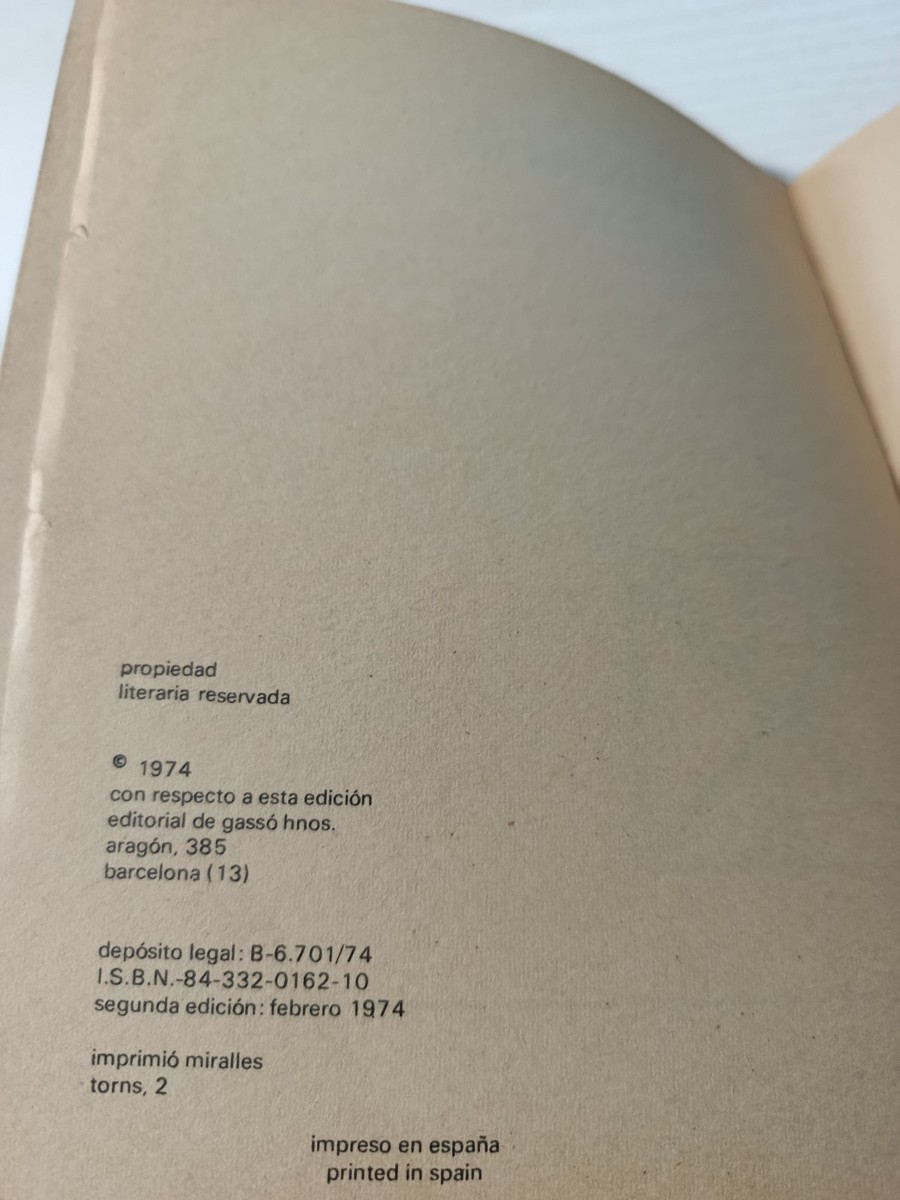 propiedad
literaria reservada
© 1974
con respecto a esta edición
editorial de gassó hnos.
aragón, 385
barcelona (13)
depósito legal: B-6.701/74
I.S.B.N.-84-332-0162-10
segunda edición: febrero 1974
imprimió miralles
torns, 2
impreso en españa
printed in spain